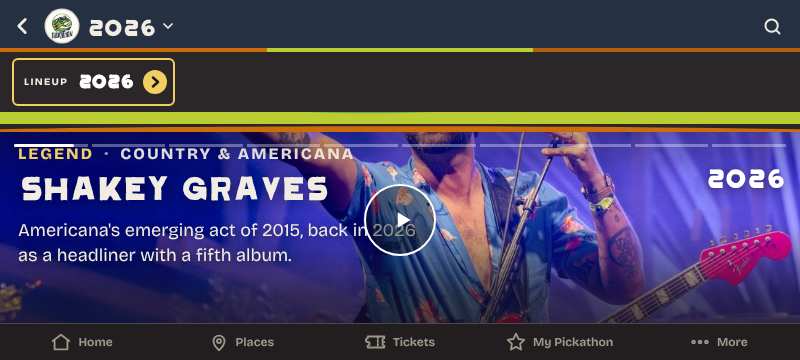 2026
LINEUP 2026
LEGEND · COUNTRY & AMERICANA
SHAKEY GRAVES
2026
Americana's emerging act of 2015, back in 2026
as a headliner with a fifth album.
Home
Places
Tickets
My Pickathon
More